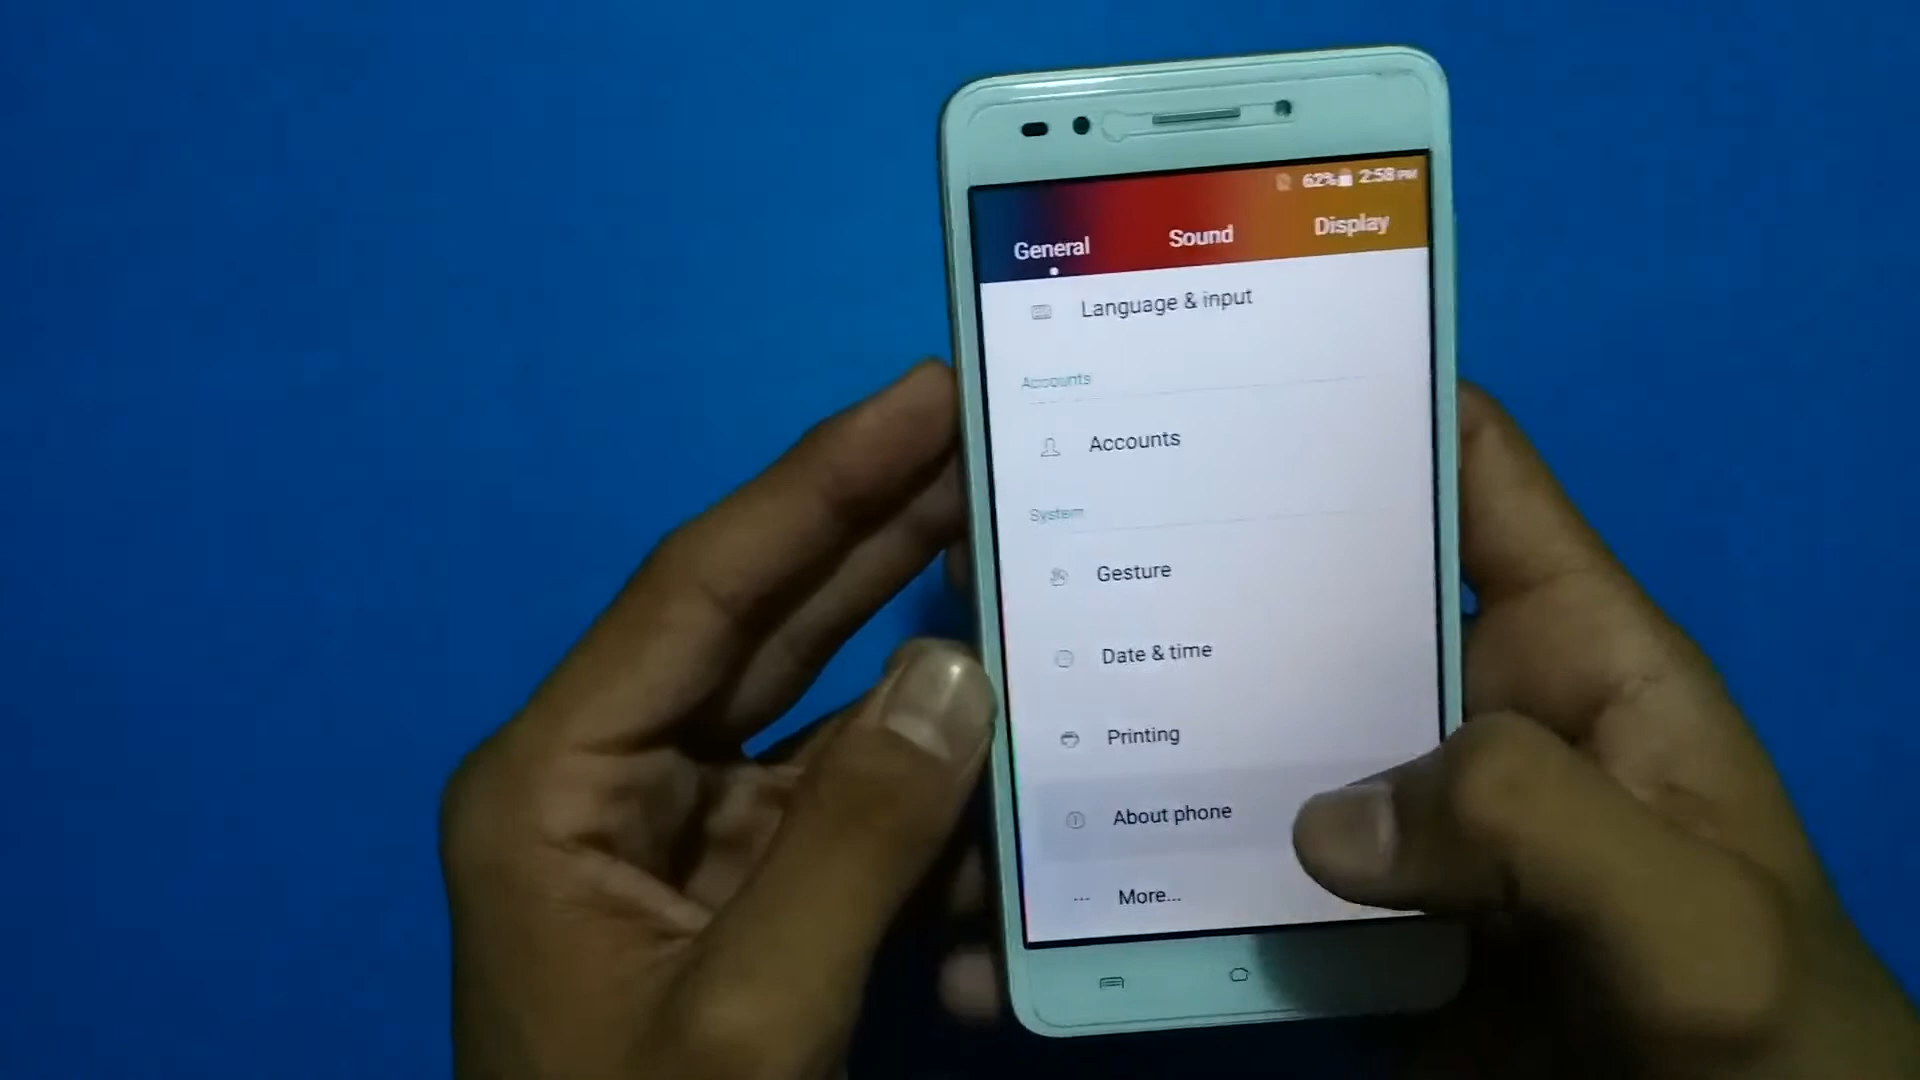 62% 2:58 PM
General Sound Display
Language & input
Accounts
Accounts
System
Gesture
Date & time
Printing
About phone
More...